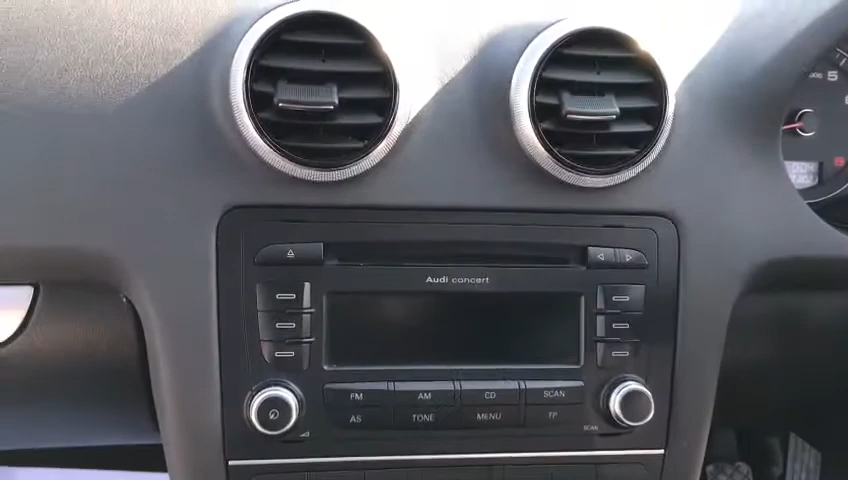 Audi concert
FM AM CD SCAN
AS TONE MENU TP
SCAN